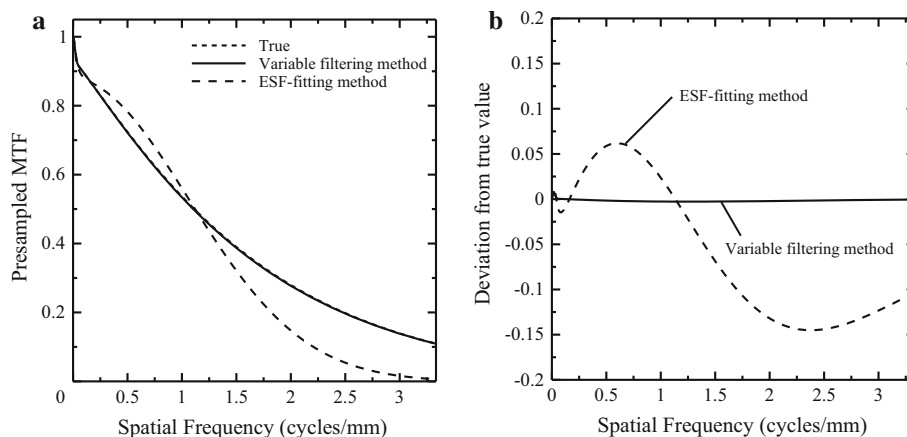 a
1
0.8
0.6
0.4
0.2
0
0.5
1
1.5
2
2.5
3
Presampled MTF
Spatial Frequency (cycles/mm)
True
Variable filtering method
ESF-fitting method
b
0.2
0.15
0.1
0.05
0
-0.05
-0.1
-0.15
-0.2
0
0.5
1
1.5
2
2.5
3
Deviation from true value
Spatial Frequency (cycles/mm)
ESF-fitting method
Variable filtering method